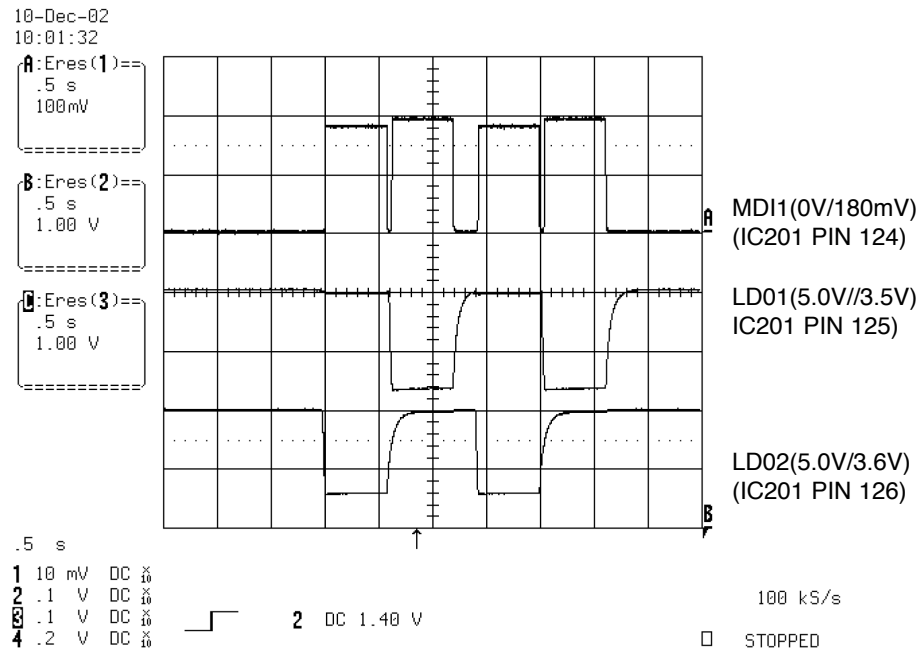 10-Dec-02
10:01:32
A:Eres(1)==
.5 s
100mV
B:Eres(2)==
.5 s
1.00 V
:Eres(3)==
.5 s
1.00 V
A
MDI1(0V/180mV)
(IC201 PIN 124)
LD01(5.0V//3.5V)
IC201 PIN 125)
LD02(5.0V/3.6V)
(IC201 PIN 126)
B
.5 s
1 10 mV DC X10
2 .1 V DC X10
3 .1 V DC X10
4 .2 V DC X10
2 DC 1.40 V
100 kS/s
STOPPED